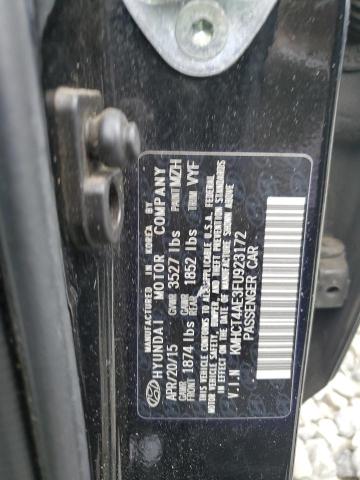 MANUFACTURED IN KOREA BY
HYUNDAI MOTOR COMPANY
APR/20/15 GVWR 3527 lbs PAINT MZH
GAWR FRONT 1874 lbs GAWR REAR 1852 lbs TRIM VYF
THIS VEHICLE CONFORMS TO ALL APPLICABLE U.S.A. FEDERAL
MOTOR VEHICLE SAFETY BUMPER, AND THEFT PREVENTION STANDARDS
IN EFFECT ON THE DATE OF MANUFACTURE SHOWN ABOVE
V.I.N KMHCT4AE3FU923172
PASSENGER CAR